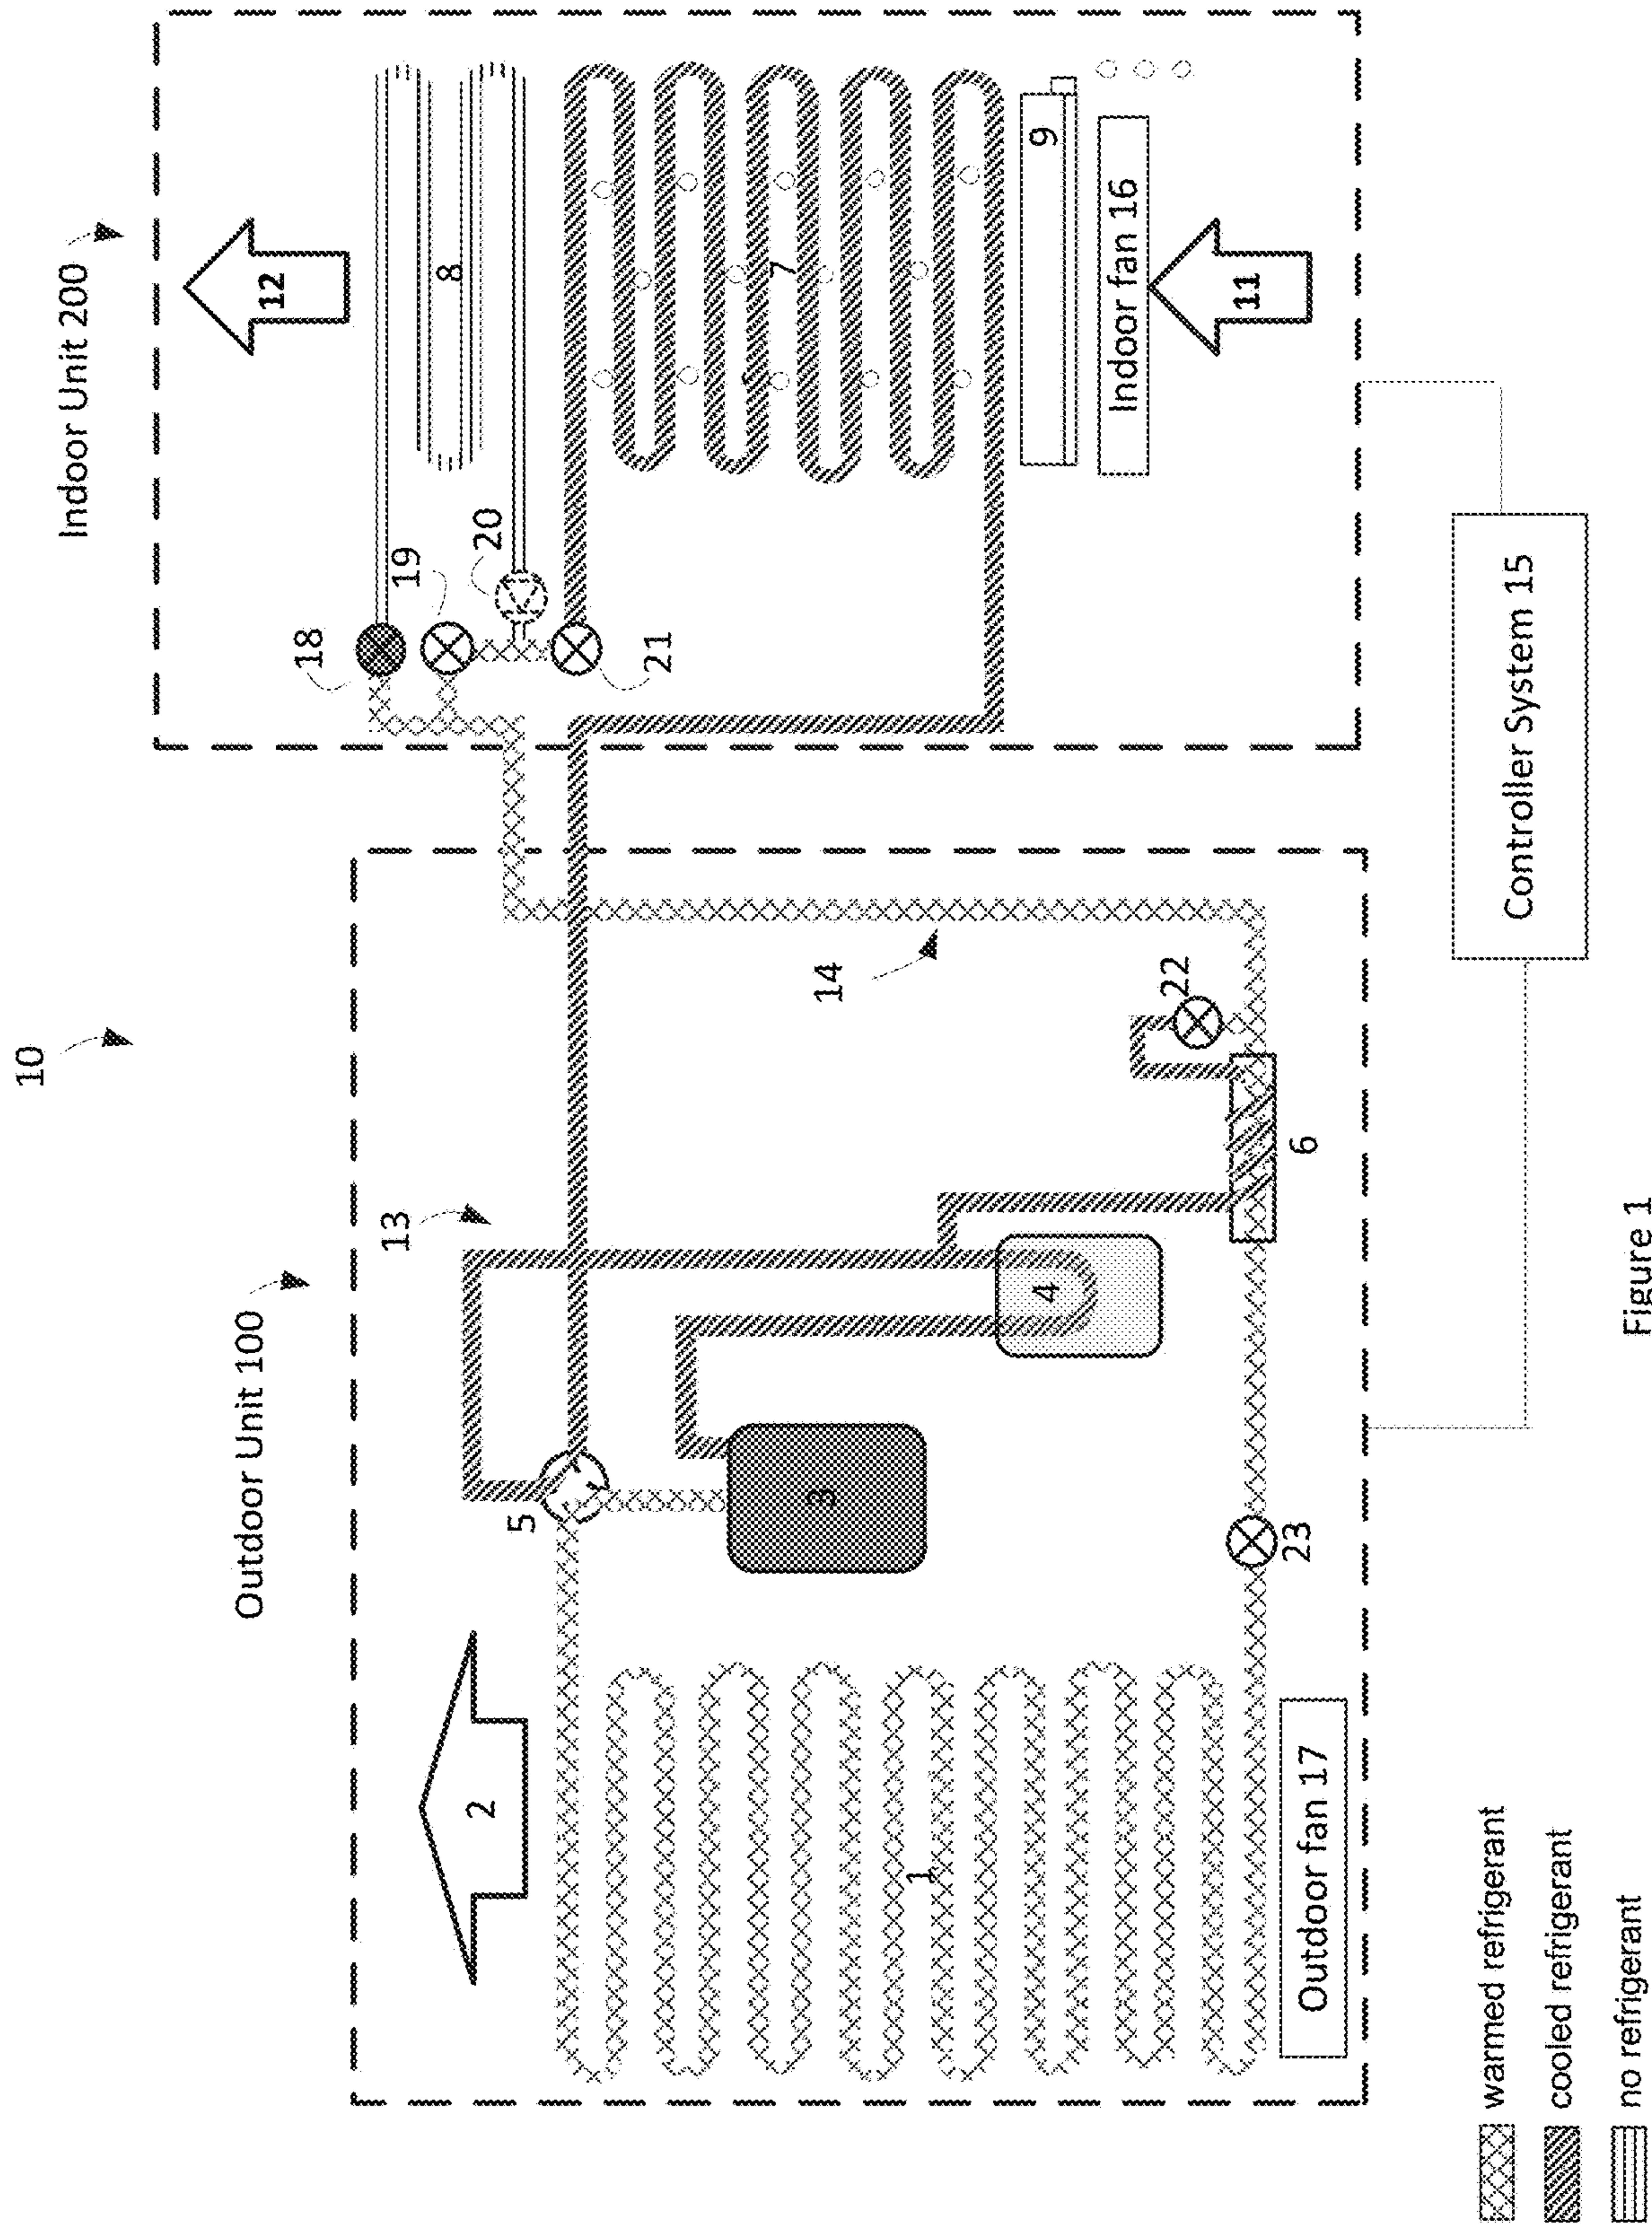 10
Outdoor Unit 100
Indoor Unit 200
2
13
5
1
3
4
14
22
6
23
Outdoor fan 17
12
8
18
19
20
21
7
9
Indoor fan 16
11
Controller System 15
warmed refrigerant
cooled refrigerant
no refrigerant
Figure 1